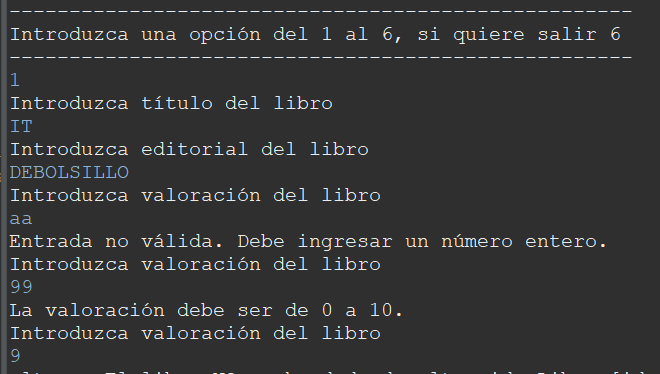 ----------------------------------------------------
Introduzca una opción del 1 al 6, si quiere salir 6
----------------------------------------------------
1
Introduzca título del libro
IT
Introduzca editorial del libro
DEBOLSILLO
Introduzca valoración del libro
aa
Entrada no válida. Debe ingresar un número entero.
Introduzca valoración del libro
99
La valoración debe ser de 0 a 10.
Introduzca valoración del libro
9